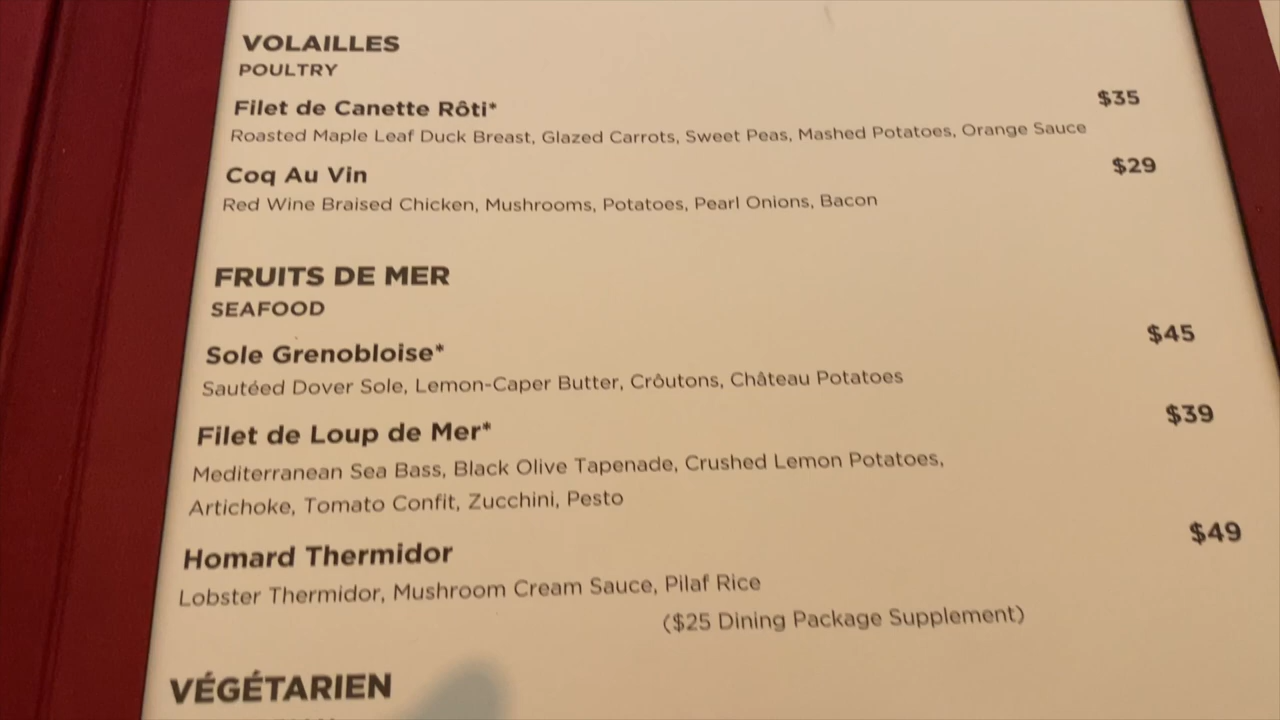 VOLAILLES
POULTRY
Filet de Canette Rôti* $35
Roasted Maple Leaf Duck Breast, Glazed Carrots, Sweet Peas, Mashed Potatoes, Orange Sauce
Coq Au Vin $29
Red Wine Braised Chicken, Mushrooms, Potatoes, Pearl Onions, Bacon
FRUITS DE MER
SEAFOOD
Sole Grenobloise* $45
Sautéed Dover Sole, Lemon-Caper Butter, Crôutons, Château Potatoes
Filet de Loup de Mer* $39
Mediterranean Sea Bass, Black Olive Tapenade, Crushed Lemon Potatoes,
Artichoke, Tomato Confit, Zucchini, Pesto
Homard Thermidor $49
Lobster Thermidor, Mushroom Cream Sauce, Pilaf Rice
($25 Dining Package Supplement)
VÉGÉTARIEN